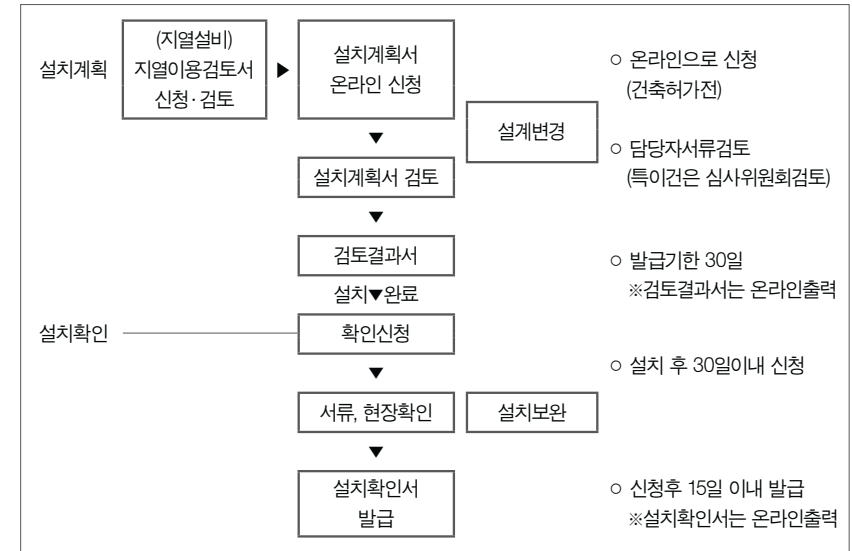 설치계획
(지열설비)
지열이용검토서
신청·검토
▶
설치계획서
온라인 신청
○ 온라인으로 신청
(건축허가전)
▼
설계변경
○ 담당자서류검토
(특이건은 심사위원회검토)
설치계획서 검토
▼
검토결과서
○ 발급기한 30일
※검토결과서는 온라인출력
설치▼완료
설치확인
확인신청
○ 설치 후 30일이내 신청
▼
서류, 현장확인
설치보완
▼
설치확인서
발급
○ 신청후 15일 이내 발급
※설치확인서는 온라인출력